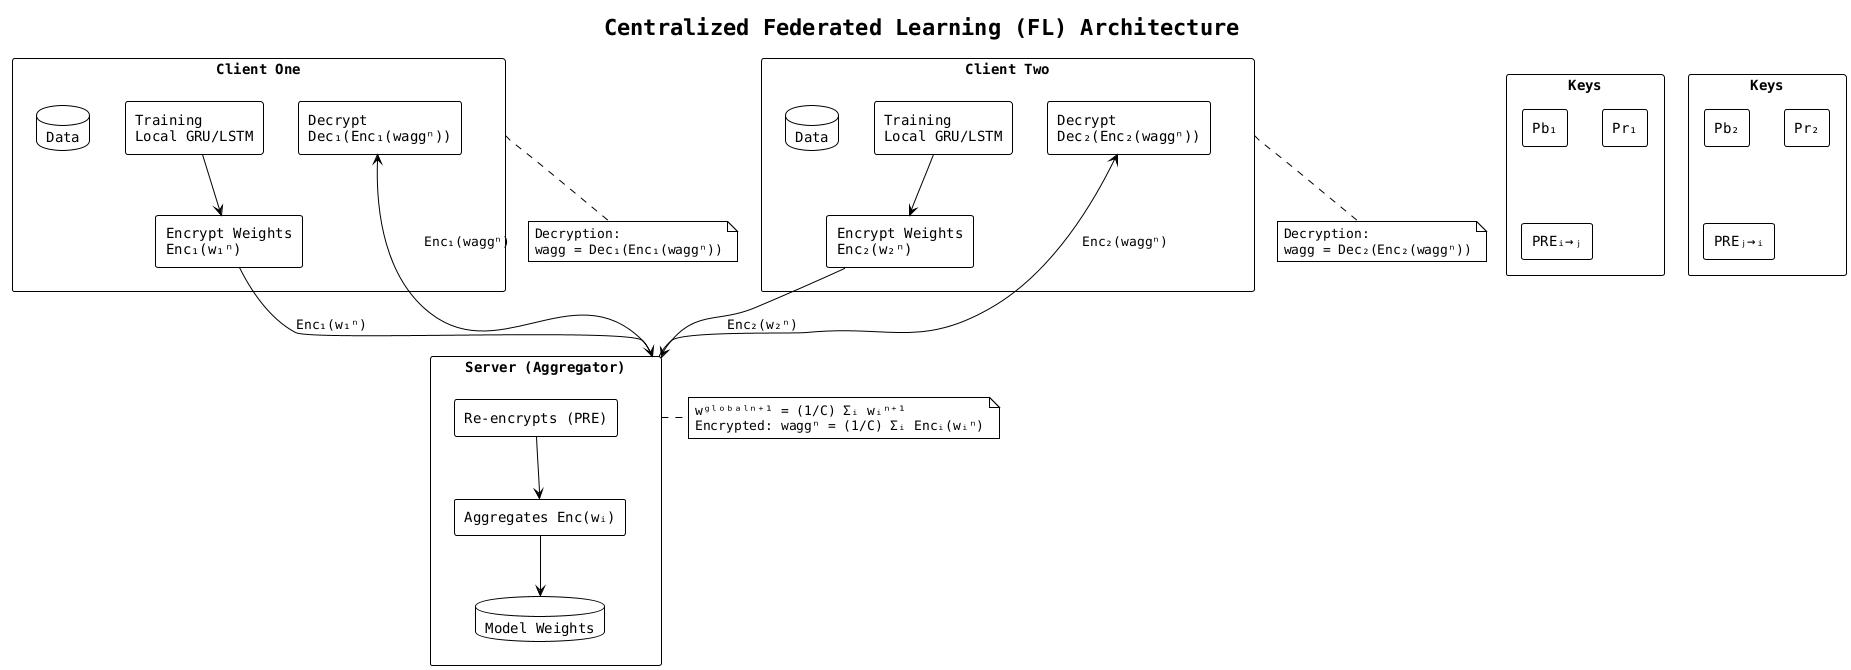 Centralized Federated Learning (FL) Architecture
Client One
Data
Training
Local GRU/LSTM
Decrypt
Dec₁(Enc₁(waggⁿ))
Encrypt Weights
Enc₁(w₁ⁿ)
Enc₁(waggⁿ)
Decryption:
wagg = Dec₁(Enc₁(waggⁿ))
Client Two
Data
Training
Local GRU/LSTM
Decrypt
Dec₂(Enc₂(waggⁿ))
Encrypt Weights
Enc₂(w₂ⁿ)
Enc₂(waggⁿ)
Decryption:
wagg = Dec₂(Enc₂(waggⁿ))
Keys
Pb₁
Pr₁
PREᵢ→ⱼ
Keys
Pb₂
Pr₂
PREⱼ→ᵢ
Enc₁(w₁ⁿ)
Enc₂(w₂ⁿ)
Server (Aggregator)
Re-encrypts (PRE)
Aggregates Enc(wᵢ)
Model Weights
wᵍˡᵒᵇᵃˡⁿ⁺¹ = (1/C) Σᵢ wᵢⁿ⁺¹
Encrypted: waggⁿ = (1/C) Σᵢ Encᵢ(wᵢⁿ)